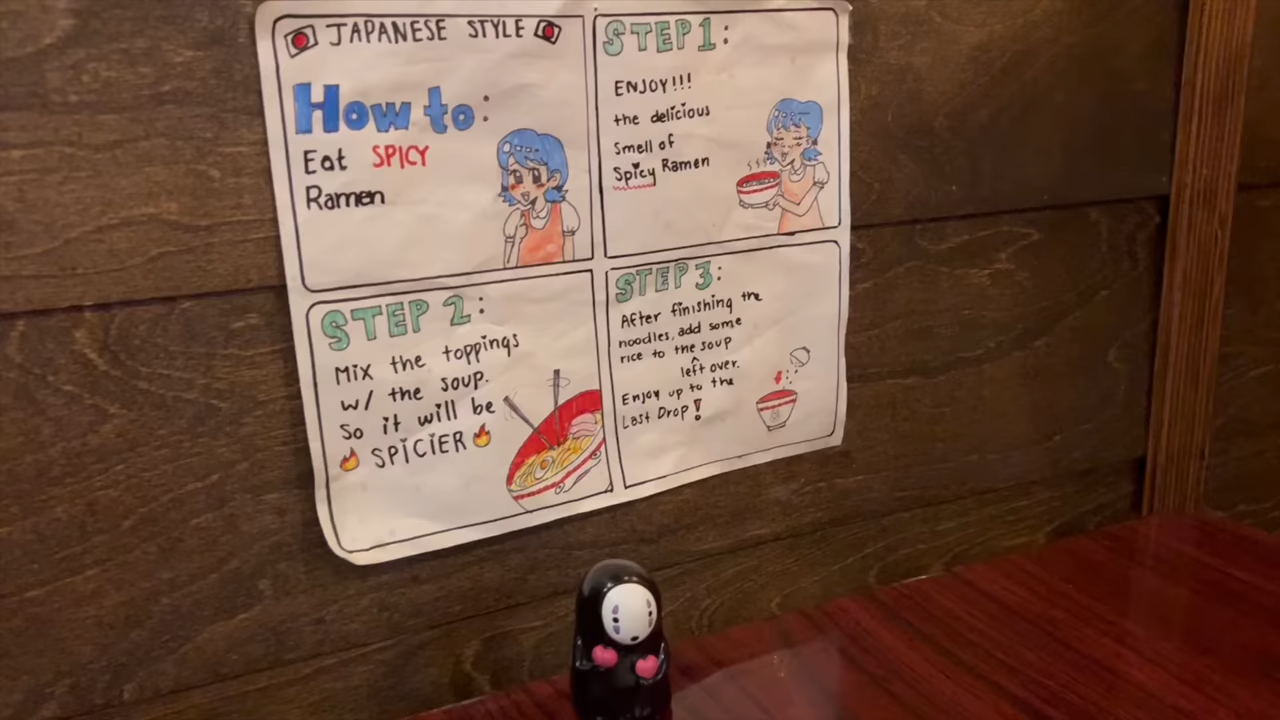 JAPANESE STYLE
How to:
Eat SPICY
Ramen
STEP 1:
ENJOY!!!
the delicious
smell of
Spicy Ramen
STEP 2:
Mix the toppings
w/ the soup.
So it will be
SPICIER
STEP 3:
After finishing the
noodles, add some
rice to the soup
left over.
Enjoy up to the
Last Drop!